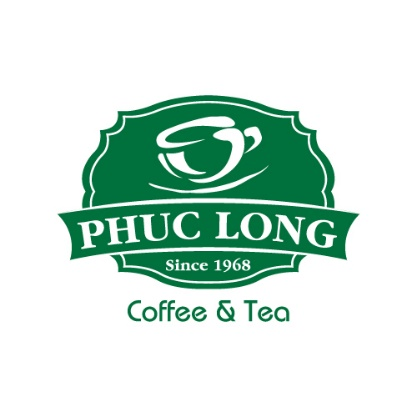 PHUC LONG
Since 1968
Coffee & Tea